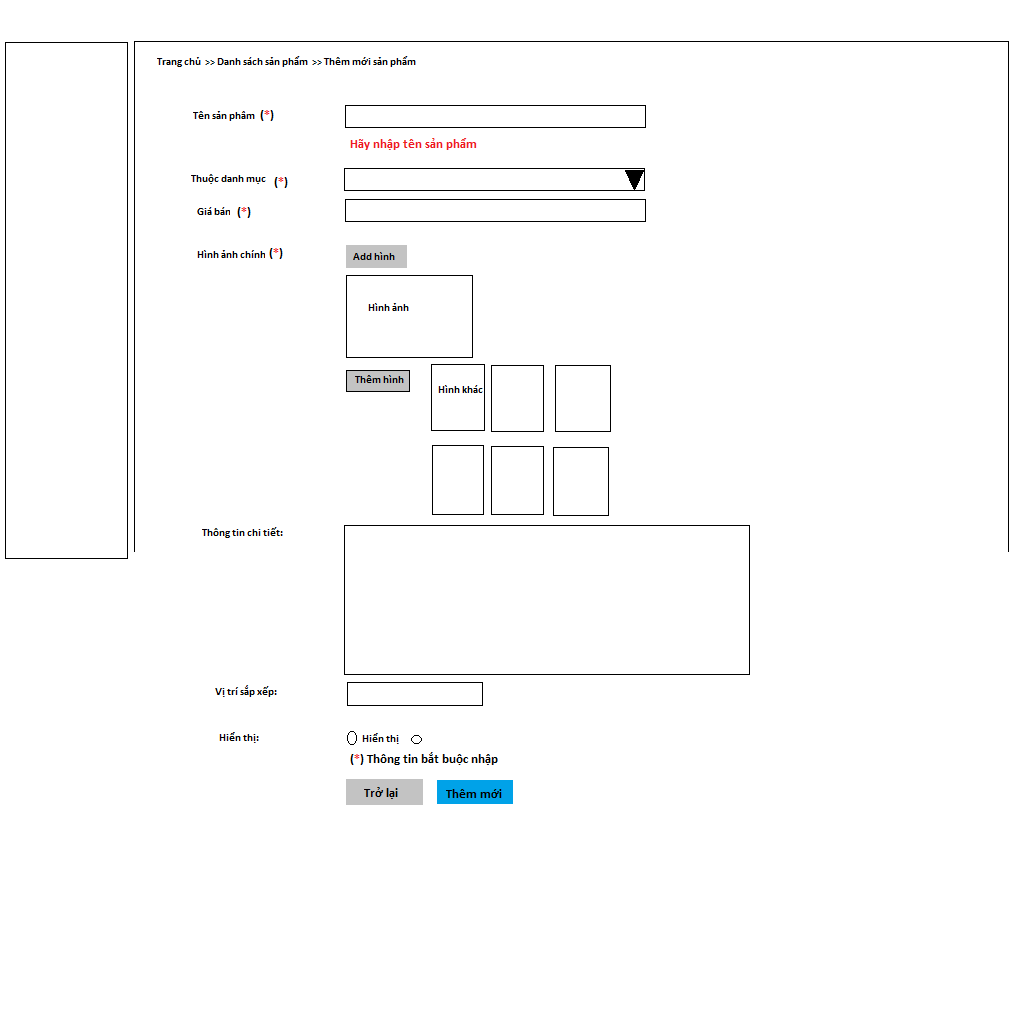 Trang chủ >> Danh sách sản phẩm >> Thêm mới sản phẩm
Tên sản phâm (*)
Hãy nhập tên sản phẩm
Thuộc danh mục (*)
Giá bán (*)
Hình ảnh chính (*)
Add hình
Hình ảnh
Thêm hình
Hình khác
Thông tin chi tiết:
Vị trí sắp xếp:
Hiển thị:
Hiển thị
(*) Thông tin bắt buộc nhập
Trở lại
Thêm mới